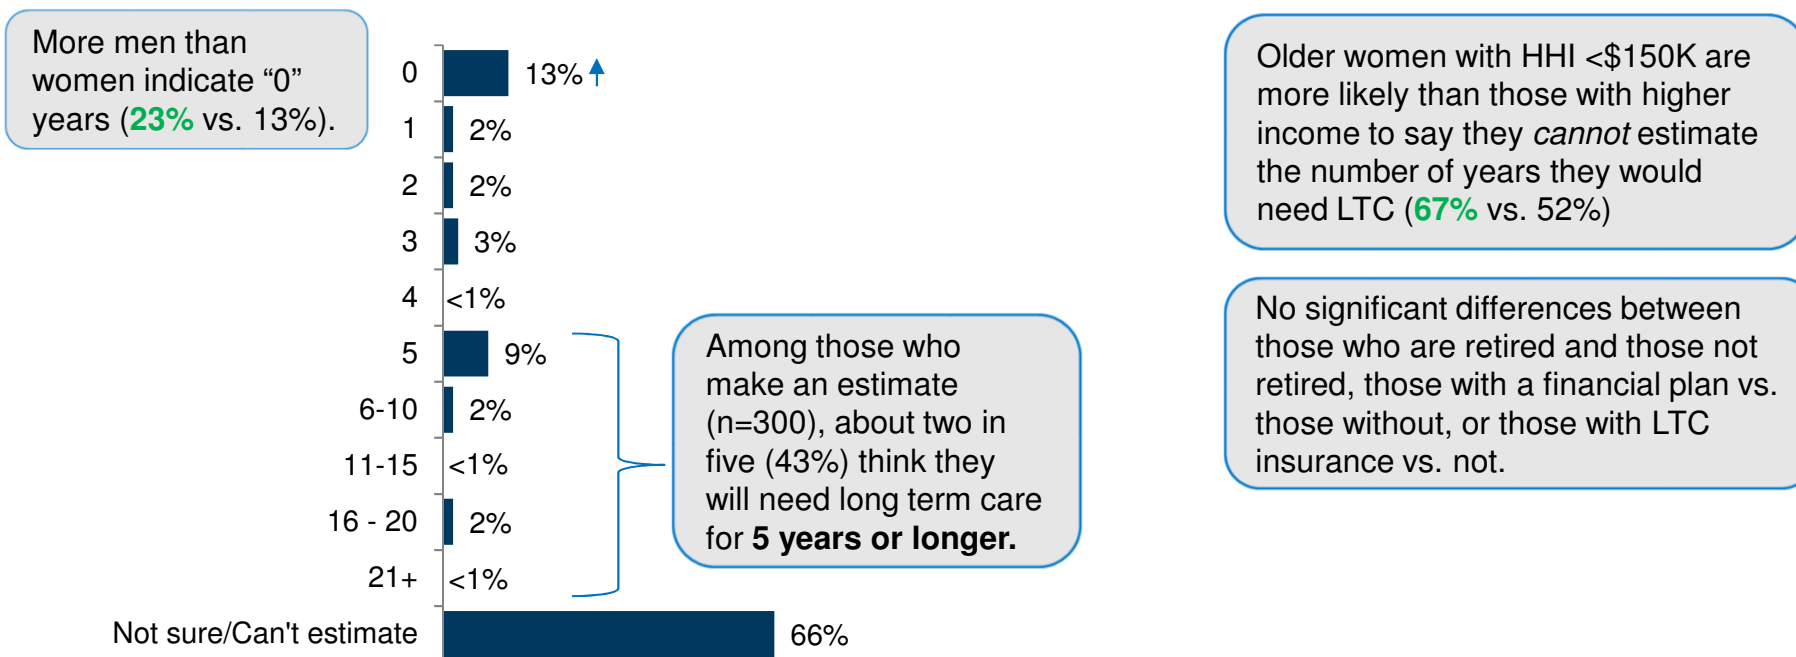 More men than
women indicate “0”
years (23% vs. 13%).
0 13%
1 2%
2 2%
3 3%
4 <1%
5 9%
6-10 2%
11-15 <1%
16 - 20 2%
21+ <1%
Not sure/Can't estimate 66%
Among those who
make an estimate
(n=300), about two in
five (43%) think they
will need long term care
for 5 years or longer.
Older women with HHI <$150K are
more likely than those with higher
income to say they cannot estimate
the number of years they would
need LTC (67% vs. 52%)
No significant differences between
those who are retired and those not
retired, those with a financial plan vs.
those without, or those with LTC
insurance vs. not.